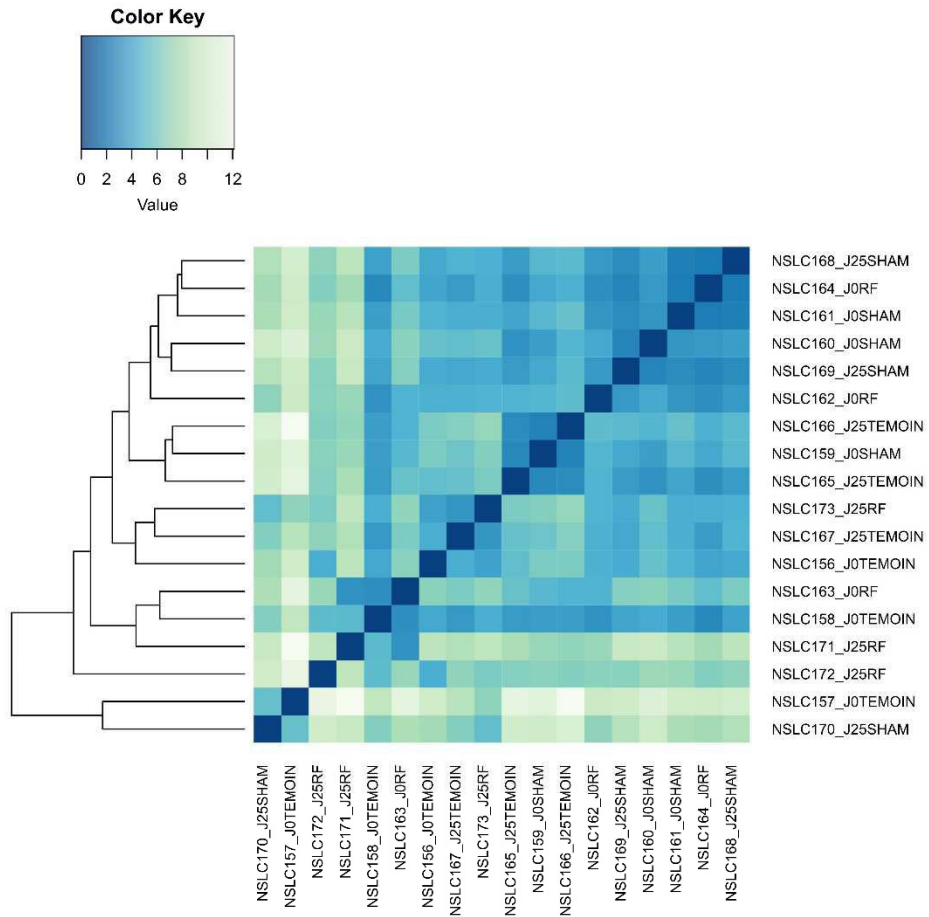 Color Key
0 2 4 6 8 12
Value
NSLC168_J25SHAM
NSLC164_J0RF
NSLC161_J0SHAM
NSLC160_J0SHAM
NSLC169_J25SHAM
NSLC162_J0RF
NSLC166_J25TEMOIN
NSLC159_J0SHAM
NSLC165_J25TEMOIN
NSLC173_J25RF
NSLC167_J25TEMOIN
NSLC156_J0TEMOIN
NSLC163_J0RF
NSLC158_J0TEMOIN
NSLC171_J25RF
NSLC172_J25RF
NSLC157_J0TEMOIN
NSLC170_J25SHAM
NSLC170_J25SHAM
NSLC157_J0TEMOIN
NSLC172_J25RF
NSLC171_J25RF
NSLC158_J0TEMOIN
NSLC163_J0RF
NSLC156_J0TEMOIN
NSLC167_J25TEMOIN
NSLC173_J25RF
NSLC165_J25TEMOIN
NSLC159_J0SHAM
NSLC166_J25TEMOIN
NSLC162_J0RF
NSLC169_J25SHAM
NSLC160_J0SHAM
NSLC161_J0SHAM
NSLC164_J0RF
NSLC168_J25SHAM